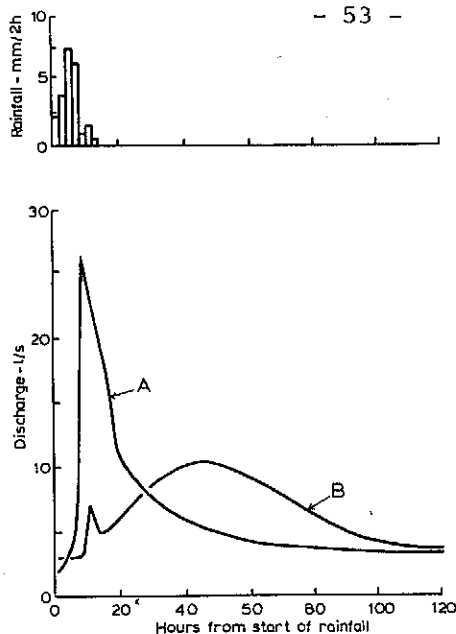 - 53 -
Rainfall - mm/2h
10
5
0
Discharge - l/s
30
20
10
0
A
B
0 20 40 60 80 100 120
Hours from start of rainfall